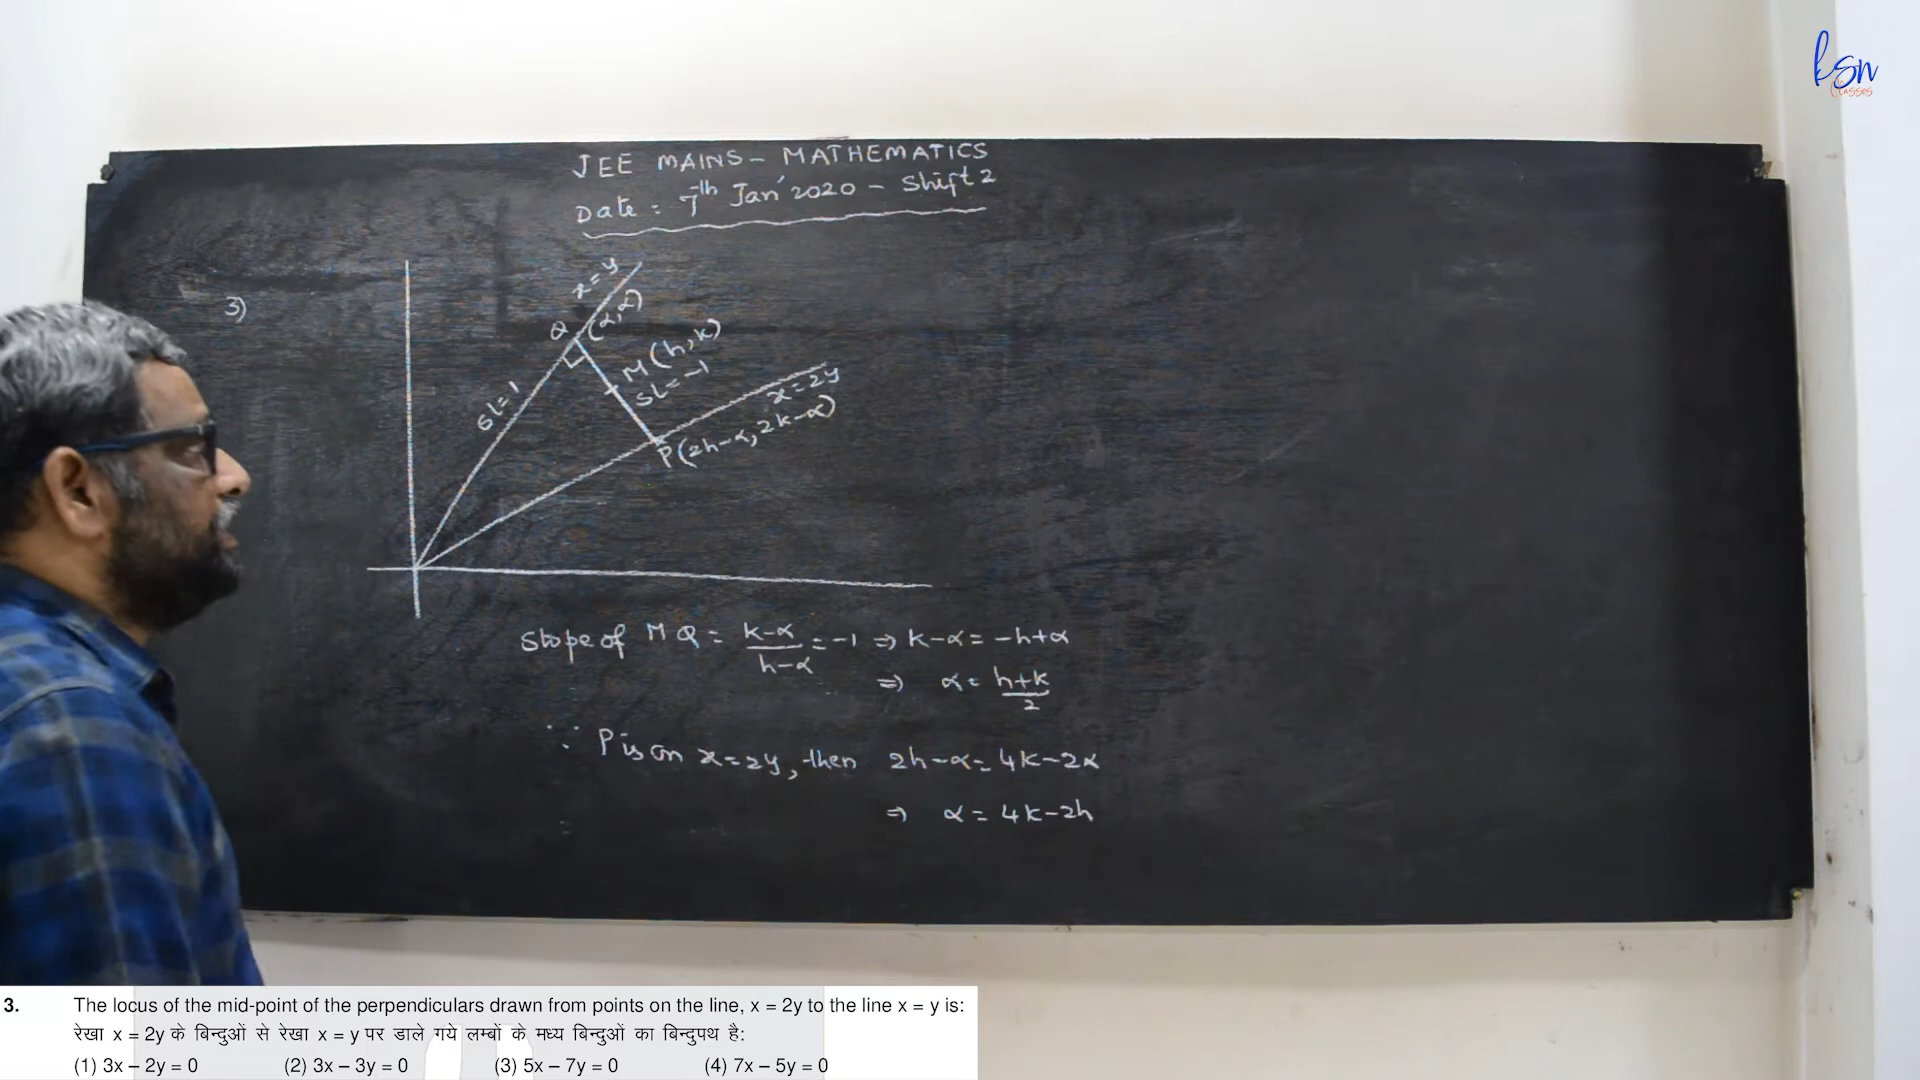 ksn
Classes
JEE MAINS - MATHEMATICS
Date : 7th Jan' 2020 - Shift 2
3)
x=y
Q (α,α)
M(h,k)
sl=1
sl=-1
x=2y
P(2h-α, 2k-α)
Slope of MQ = k-α / h-α = -1 ⇒ k-α = -h+α
⇒ α = h+k / 2
∵ P is on x=2y, then 2h-α = 4k-2α
⇒ α = 4k-2h
3. The locus of the mid-point of the perpendiculars drawn from points on the line, x = 2y to the line x = y is:
रेखा x = 2y के बिन्दुओं से रेखा x = y पर डाले गये लम्बों के मध्य बिन्दुओं का बिन्दुपथ है:
(1) 3x – 2y = 0 (2) 3x – 3y = 0 (3) 5x – 7y = 0 (4) 7x – 5y = 0